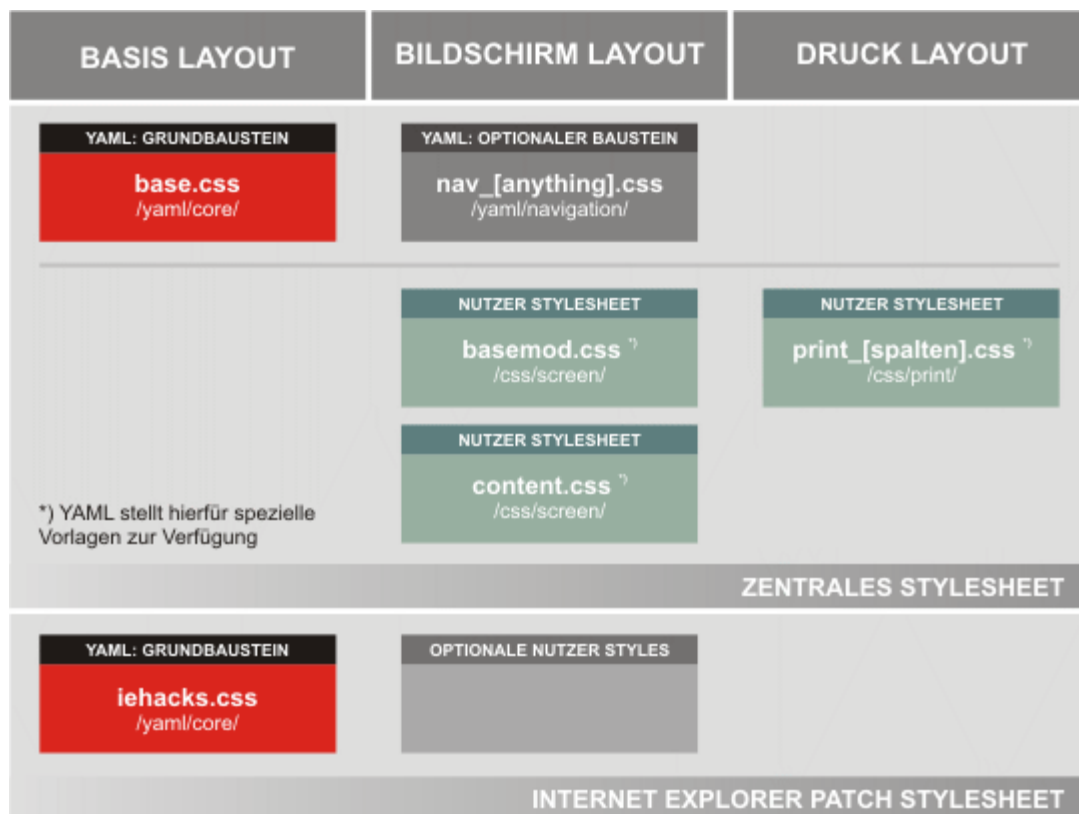 BASIS LAYOUT
BILDSCHIRM LAYOUT
DRUCK LAYOUT
YAML: GRUNDBAUSTEIN
base.css
/yaml/core/
YAML: OPTIONALER BAUSTEIN
nav_[anything].css
/yaml/navigation/
NUTZER STYLESHEET
basemod.css *)
/css/screen/
NUTZER STYLESHEET
print_[spalten].css *)
/css/print/
NUTZER STYLESHEET
content.css *)
/css/screen/
*) YAML stellt hierfür spezielle
Vorlagen zur Verfügung
ZENTRALES STYLESHEET
YAML: GRUNDBAUSTEIN
iehacks.css
/yaml/core/
OPTIONALE NUTZER STYLES
INTERNET EXPLORER PATCH STYLESHEET